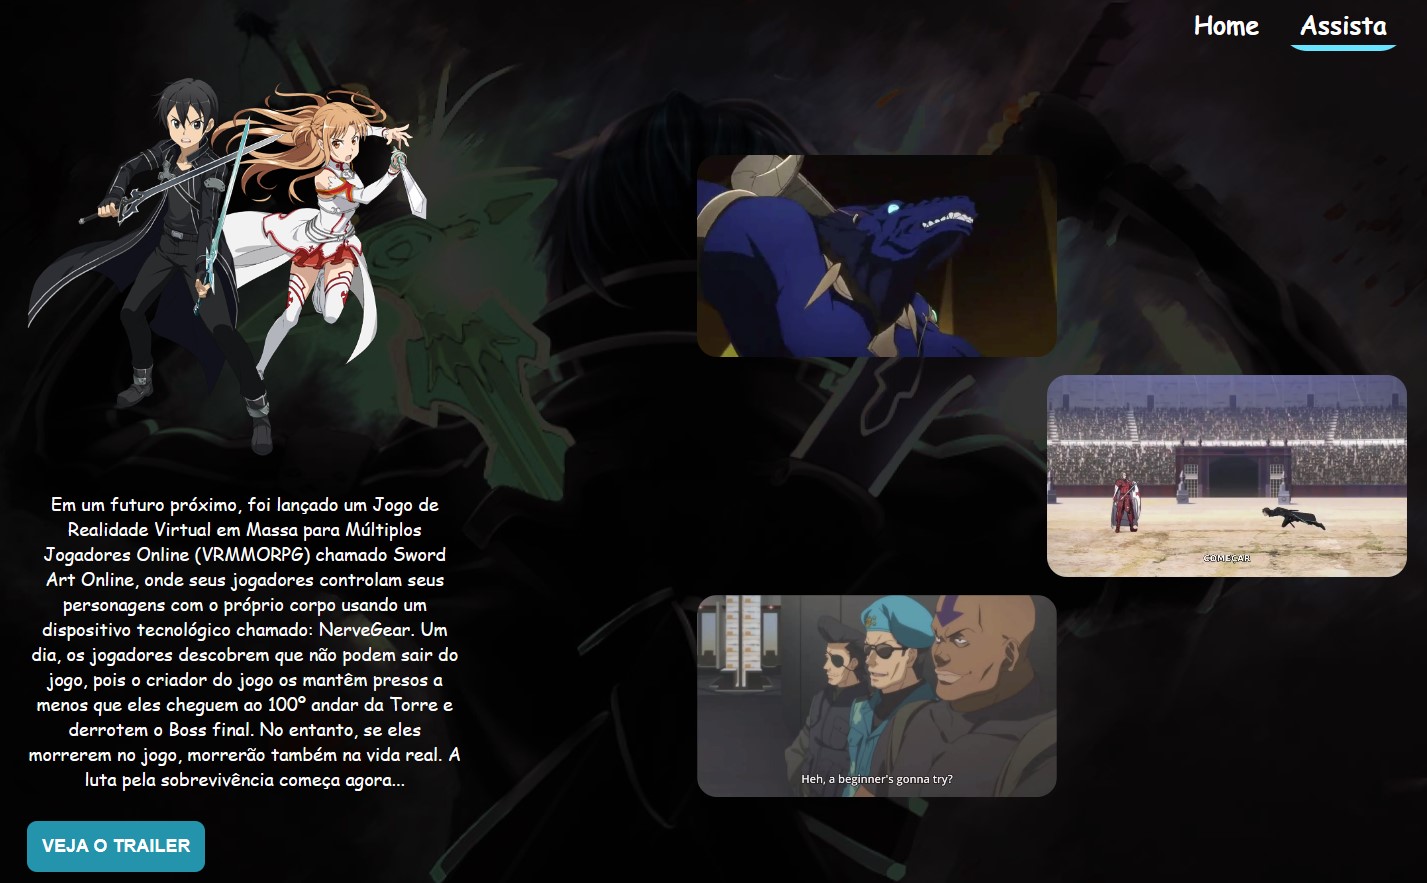 Home
Assista
COMEÇAR
Em um futuro próximo, foi lançado um Jogo de
Realidade Virtual em Massa para Múltiplos
Jogadores Online (VRMMORPG) chamado Sword
Art Online, onde seus jogadores controlam seus
personagens com o próprio corpo usando um
dispositivo tecnológico chamado: NerveGear. Um
dia, os jogadores descobrem que não podem sair do
jogo, pois o criador do jogo os mantêm presos a
menos que eles cheguem ao 100º andar da Torre e
derrotem o Boss final. No entanto, se eles
morrerem no jogo, morrerão também na vida real. A
luta pela sobrevivência começa agora...
Heh, a beginner's gonna try?
VEJA O TRAILER